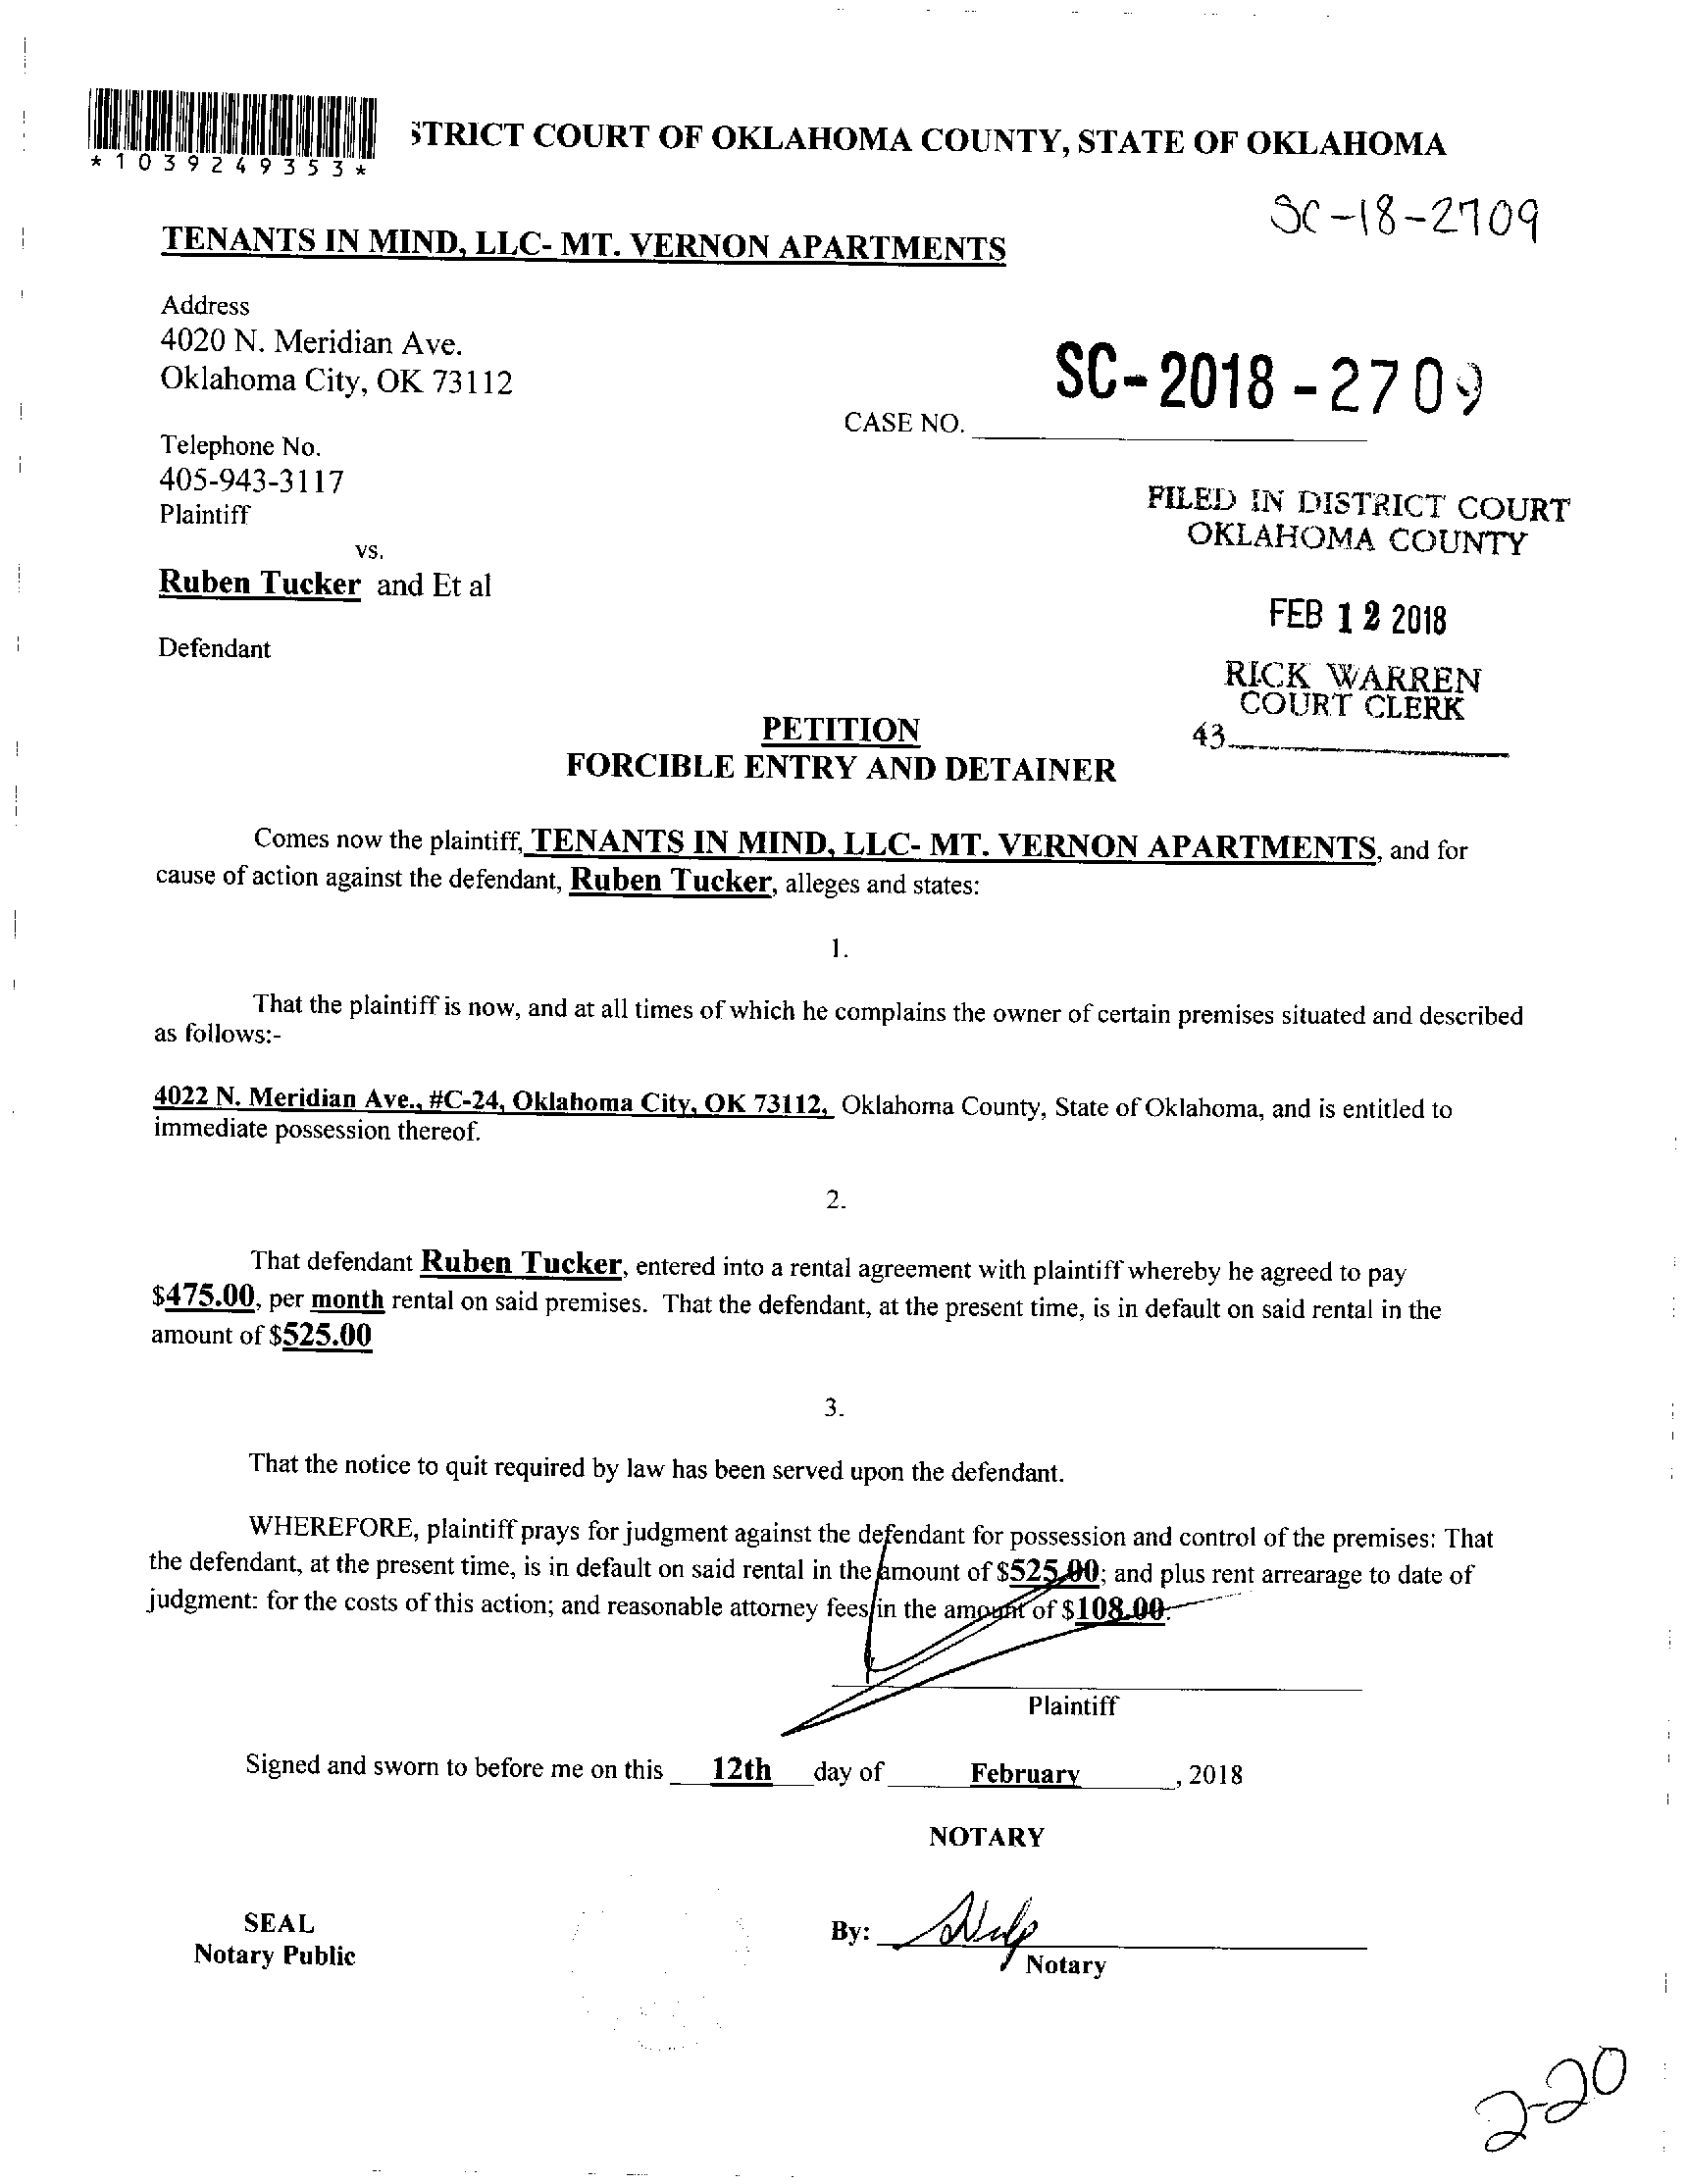 STRICT COURT OF OKLAHOMA COUNTY, STATE OF OKLAHOMA
*1039249353*
SC-18-2709
TENANTS IN MIND, LLC- MT. VERNON APARTMENTS
Address
4020 N. Meridian Ave.
Oklahoma City, OK 73112
SC-2018-2709
CASE NO.
Telephone No.
405-943-3117
Plaintiff
FILED IN DISTRICT COURT
OKLAHOMA COUNTY
vs.
Ruben Tucker and Et al
FEB 12 2018
Defendant
RICK WARREN
COURT CLERK
43
PETITION
FORCIBLE ENTRY AND DETAINER
Comes now the plaintiff, TENANTS IN MIND, LLC- MT. VERNON APARTMENTS, and for
cause of action against the defendant, Ruben Tucker, alleges and states:
1.
That the plaintiff is now, and at all times of which he complains the owner of certain premises situated and described
as follows:-
4022 N. Meridian Ave., #C-24, Oklahoma City, OK 73112, Oklahoma County, State of Oklahoma, and is entitled to
immediate possession thereof.
2.
That defendant Ruben Tucker, entered into a rental agreement with plaintiff whereby he agreed to pay
$475.00, per month rental on said premises. That the defendant, at the present time, is in default on said rental in the
amount of $525.00
3.
That the notice to quit required by law has been served upon the defendant.
WHEREFORE, plaintiff prays for judgment against the defendant for possession and control of the premises: That
the defendant, at the present time, is in default on said rental in the amount of $525.00; and plus rent arrearage to date of
judgment: for the costs of this action; and reasonable attorney fees in the amount of $108.00.
Plaintiff
Signed and sworn to before me on this 12th day of February, 2018
NOTARY
SEAL
Notary Public
By:
Notary
2-20